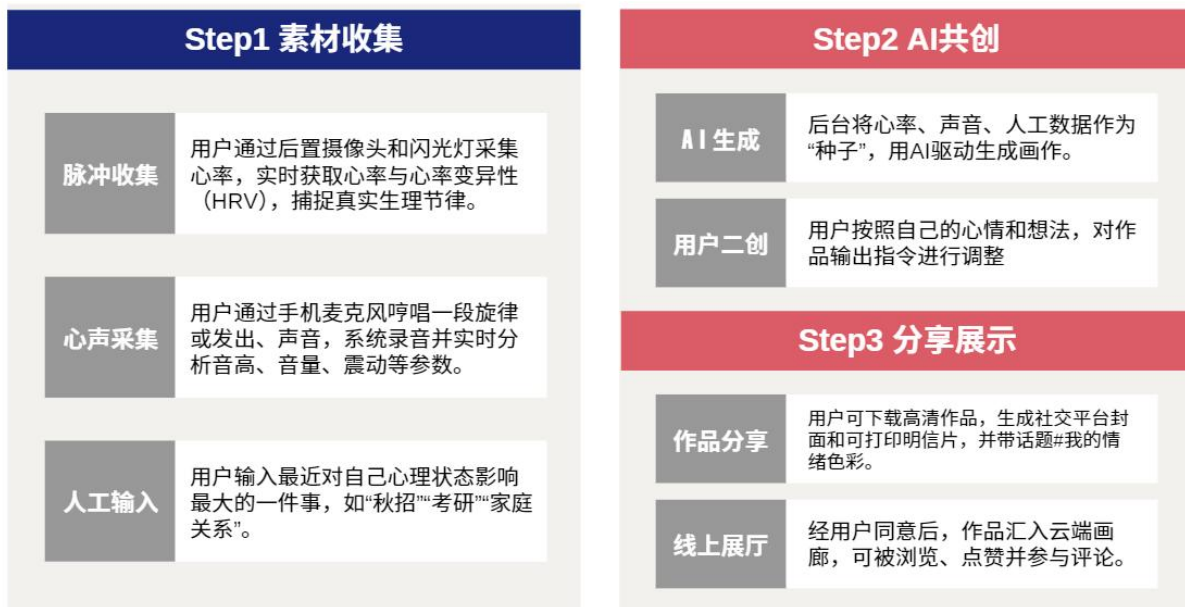 Step1 素材收集
脉冲收集
用户通过后置摄像头和闪光灯采集
心率，实时获取心率与心率变异性
（HRV），捕捉真实生理节律。
心声采集
用户通过手机麦克风哼唱一段旋律
或发出、声音，系统录音并实时分
析音高、音量、震动等参数。
人工输入
用户输入最近对自己心理状态影响
最大的一件事，如“秋招”“考研”“家庭
关系”。
Step2 AI共创
AI生成
后台将心率、声音、人工数据作为
“种子”，用AI驱动生成画作。
用户二创
用户按照自己的心情和想法，对作
品输出指令进行调整
Step3 分享展示
作品分享
用户可下载高清作品，生成社交平台封
面和可打印明信片，并带话题#我的情
绪色彩。
线上展厅
经用户同意后，作品汇入云端画
廊，可被浏览、点赞并参与评论。